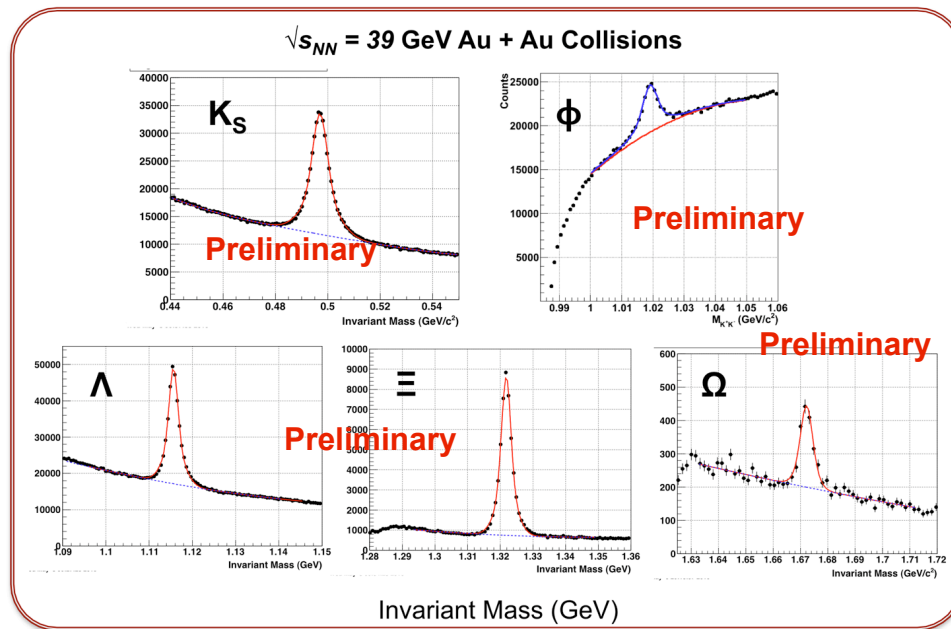 √s_NN = 39 GeV Au + Au Collisions
40000
35000
30000
25000
20000
15000
10000
5000
0
K_S
Preliminary
0.44 0.46 0.48 0.5 0.52 0.54
Invariant Mass (GeV/c²)
Counts
25000
20000
15000
10000
5000
0
ϕ
Preliminary
0.99 1 1.01 1.02 1.03 1.04 1.05 1.06
M_K⁺K⁻ (GeV/c²)
50000
40000
30000
20000
10000
0
Λ
1.09 1.1 1.11 1.12 1.13 1.14 1.15
Invariant Mass (GeV)
10000
9000
8000
7000
6000
5000
4000
3000
2000
1000
0
Ξ
Preliminary
1.28 1.29 1.3 1.31 1.32 1.33 1.34 1.35 1.36
Invariant Mass (GeV)
Preliminary
600
500
400
300
200
100
0
Ω
1.63 1.64 1.65 1.66 1.67 1.68 1.69 1.7 1.71 1.72
Invariant Mass (GeV/c²)
Invariant Mass (GeV)